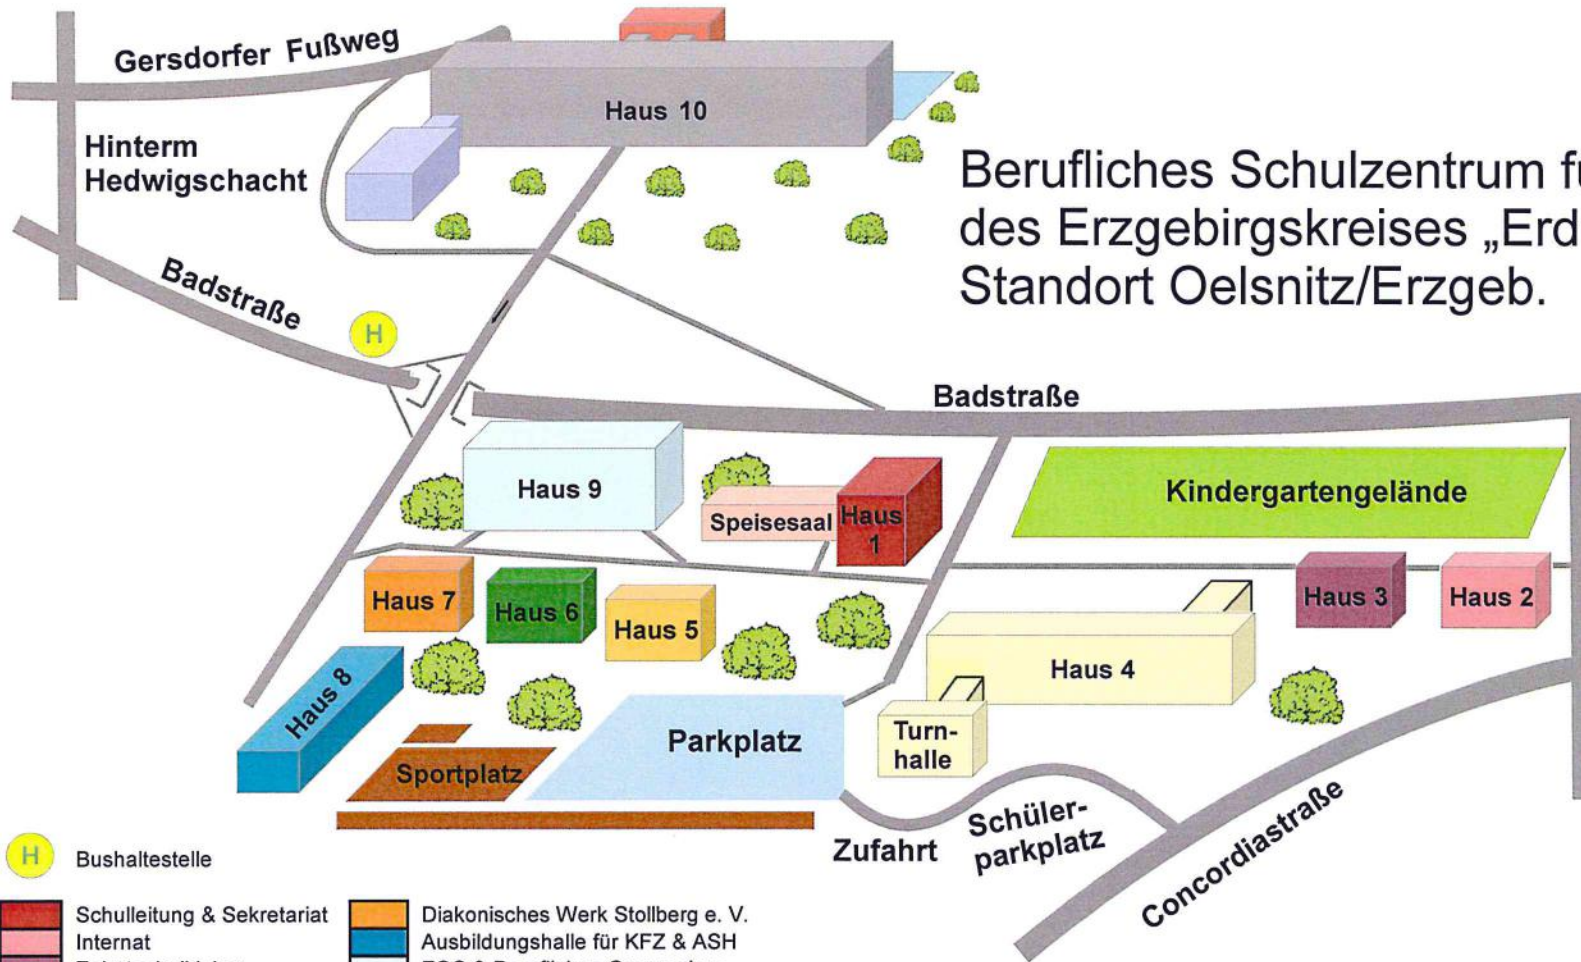 Gersdorfer Fußweg
Haus 10
Hinterm
Hedwigschacht
Berufliches Schulzentrum
des Erzgebirgskreises „Erd
Standort Oelsnitz/Erzgeb.
Badstraße
H
Badstraße
Haus 9
Speisesaal
Haus
1
Kindergartengelände
Haus 7
Haus 6
Haus 5
Haus 3
Haus 2
Haus 4
Haus 8
Parkplatz
Turn-
halle
Sportplatz
Zufahrt
Schüler-
parkplatz
Concordiastraße
H Bushaltestelle
Schulleitung & Sekretariat
Diakonisches Werk Stollberg e. V.
Internat
Ausbildungshalle für KFZ & ASH